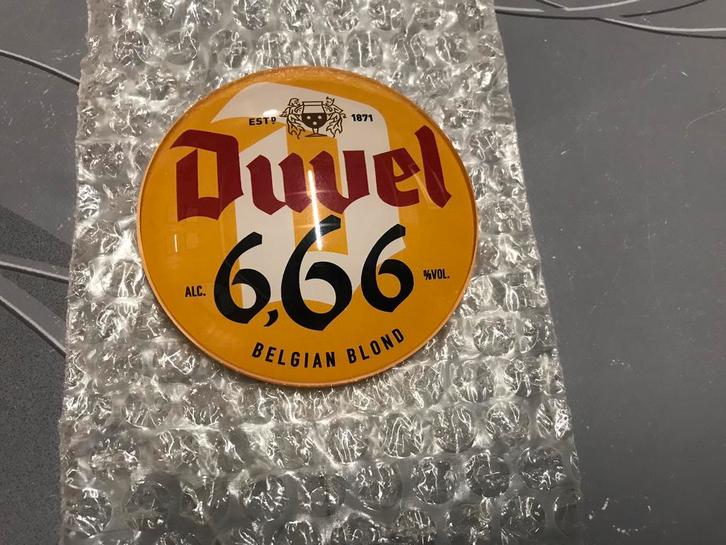 ESTD 1871
Duvel
ALC. 6,66 %VOL.
BELGIAN BLOND